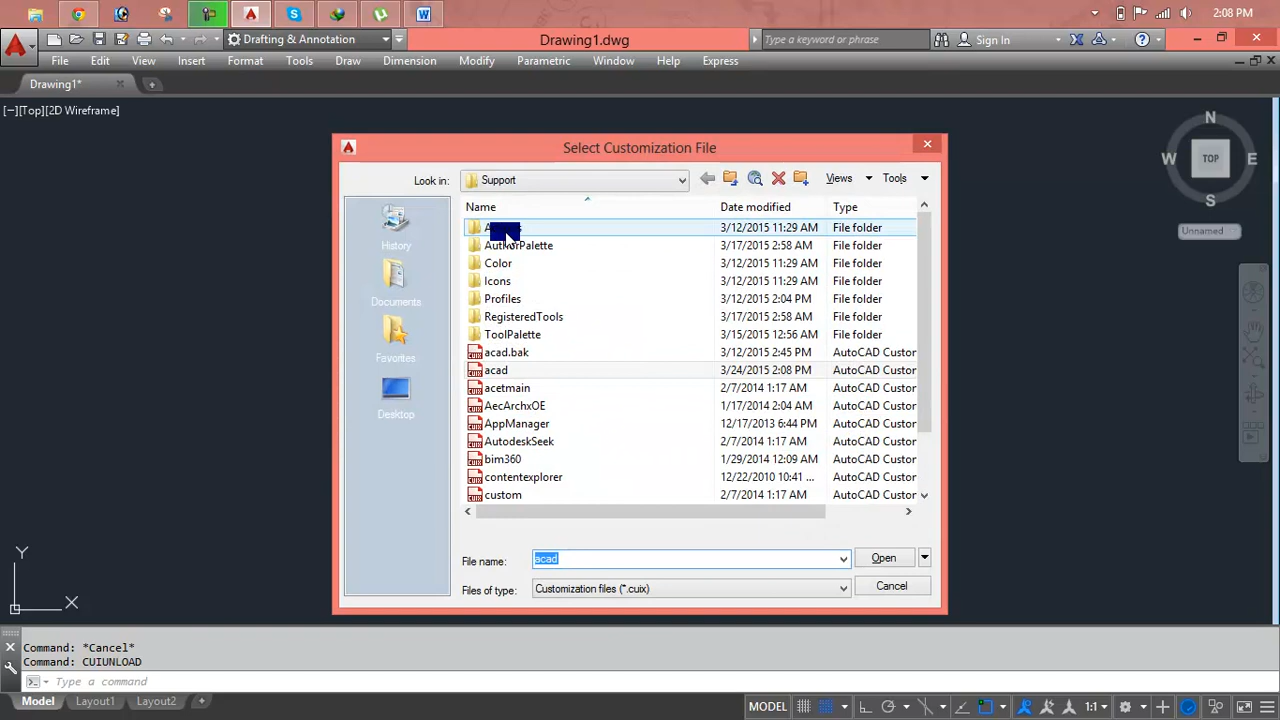 2:08 PM
Drafting & Annotation
Drawing1.dwg
Type a keyword or phrase
Sign In
File Edit View Insert Format Tools Draw Dimension Modify Parametric Window Help Express
Drawing1*
[−][Top][2D Wireframe]
Select Customization File
Look in: Support Views Tools
Name Date modified Type
3/12/2015 11:29 AM File folder
AuthorPalette 3/17/2015 2:58 AM File folder
Color 3/12/2015 11:29 AM File folder
Icons 3/12/2015 11:29 AM File folder
Profiles 3/12/2015 2:04 PM File folder
RegisteredTools 3/17/2015 2:58 AM File folder
ToolPalette 3/15/2015 12:56 AM File folder
acad.bak 3/12/2015 2:45 PM AutoCAD Custor
acad 3/24/2015 2:08 PM AutoCAD Custor
acetmain 2/7/2014 1:17 AM AutoCAD Custor
AecArchxOE 1/17/2014 2:04 AM AutoCAD Custor
AppManager 12/17/2013 6:44 PM AutoCAD Custor
AutodeskSeek 2/7/2014 1:17 AM AutoCAD Custor
bim360 1/29/2014 12:09 AM AutoCAD Custor
contentexplorer 12/22/2010 10:41 ... AutoCAD Custor
custom 2/7/2014 1:17 AM AutoCAD Custor
History
Documents
Favorites
Desktop
File name: acad Open
Files of type: Customization files (*.cuix) Cancel
N
W TOP E
S
Unnamed
Y
X
Command: *Cancel*
Command: CUIUNLOAD
Type a command
Model Layout1 Layout2 +
MODEL 1:1